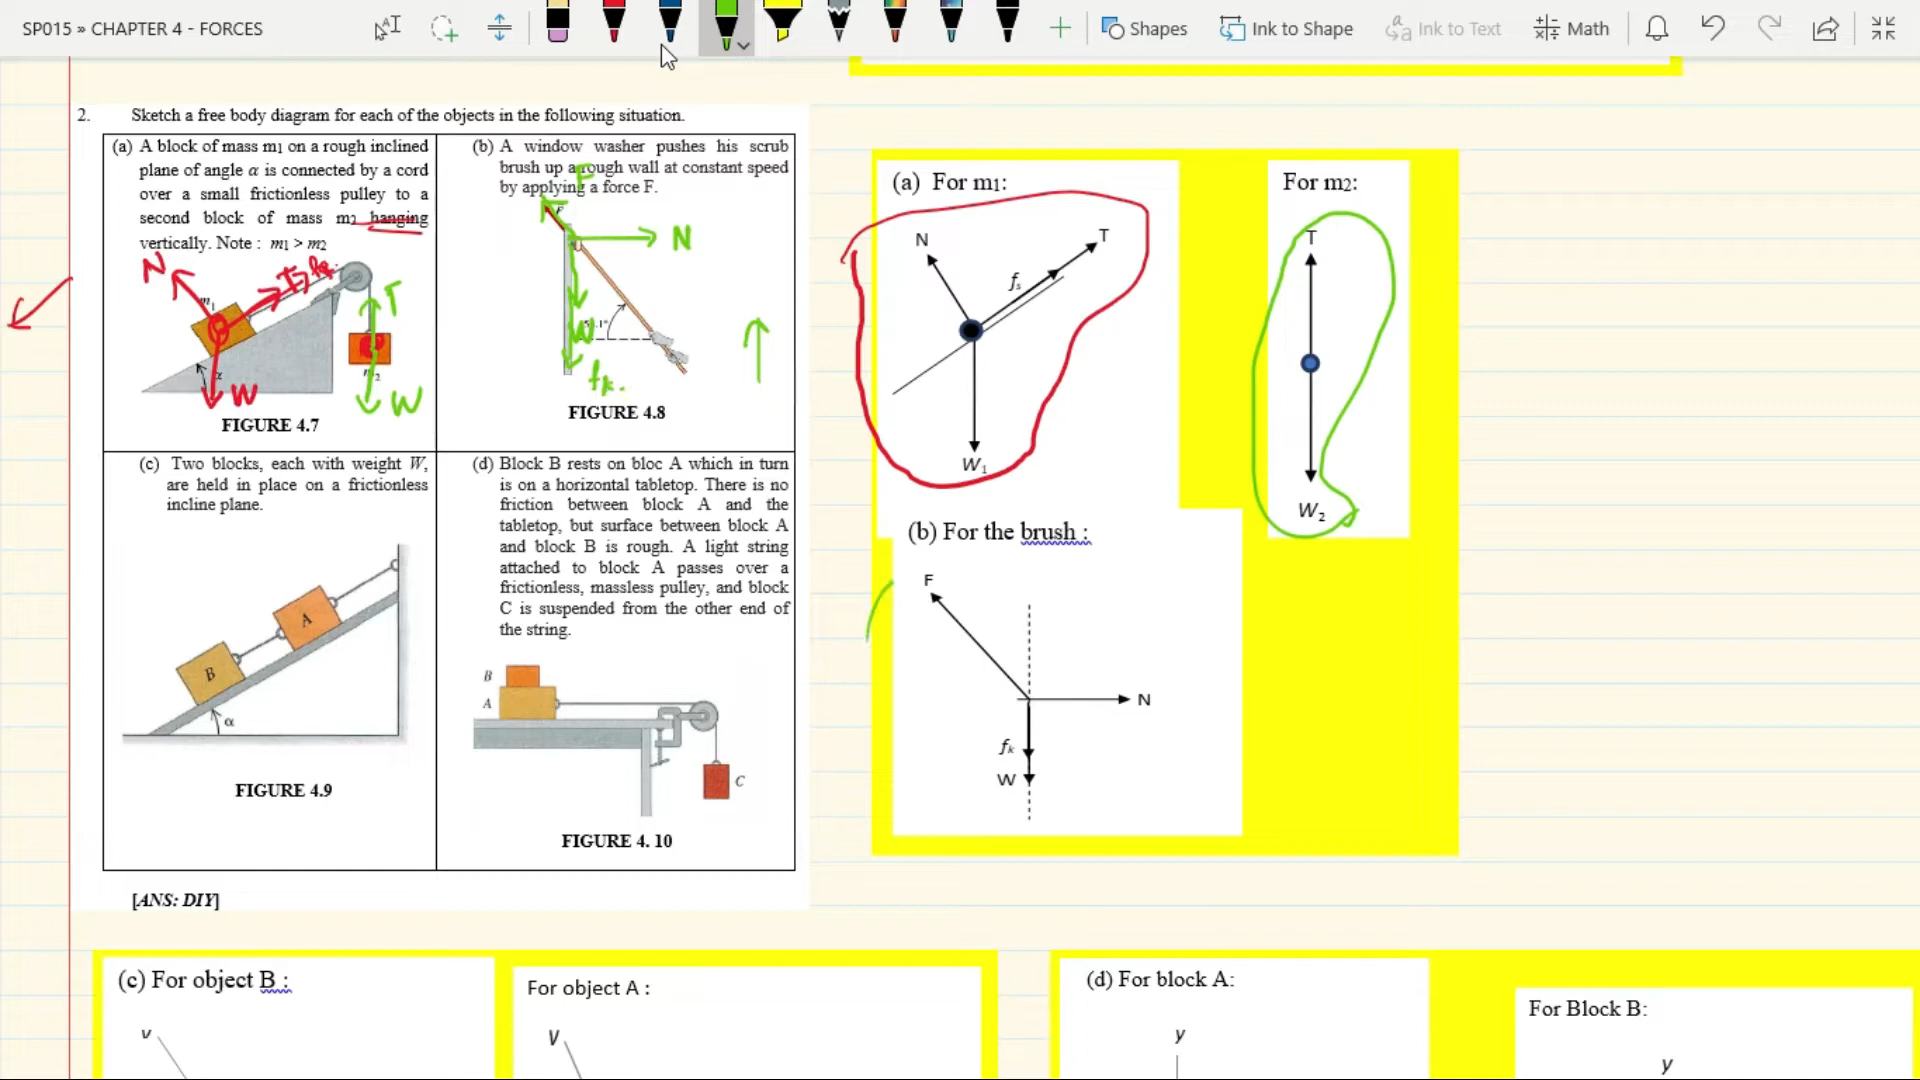 SP015 » CHAPTER 4 - FORCES
Shapes
Ink to Shape
Ink to Text
Math
2. Sketch a free body diagram for each of the objects in the following situation.
(a) A block of mass m1 on a rough inclined
plane of angle α is connected by a cord
over a small frictionless pulley to a
second block of mass m2 hanging
vertically. Note : m1 > m2
N
T, fs.
m1
T
α
W
m2
W
FIGURE 4.7
(b) A window washer pushes his scrub
brush up a rough wall at constant speed
by applying a force F.
F
F
N
W
fk.
FIGURE 4.8
(c) Two blocks, each with weight W,
are held in place on a frictionless
incline plane.
A
B
α
FIGURE 4.9
(d) Block B rests on bloc A which in turn
is on a horizontal tabletop. There is no
friction between block A and the
tabletop, but surface between block A
and block B is rough. A light string
attached to block A passes over a
frictionless, massless pulley, and block
C is suspended from the other end of
the string.
B
A
C
FIGURE 4. 10
[ANS: DIY]
(a) For m1:
N
T
fs
W1
For m2:
T
W2
(b) For the brush :
F
N
fk
W
(c) For object B :
For object A :
(d) For block A:
y
For Block B:
y